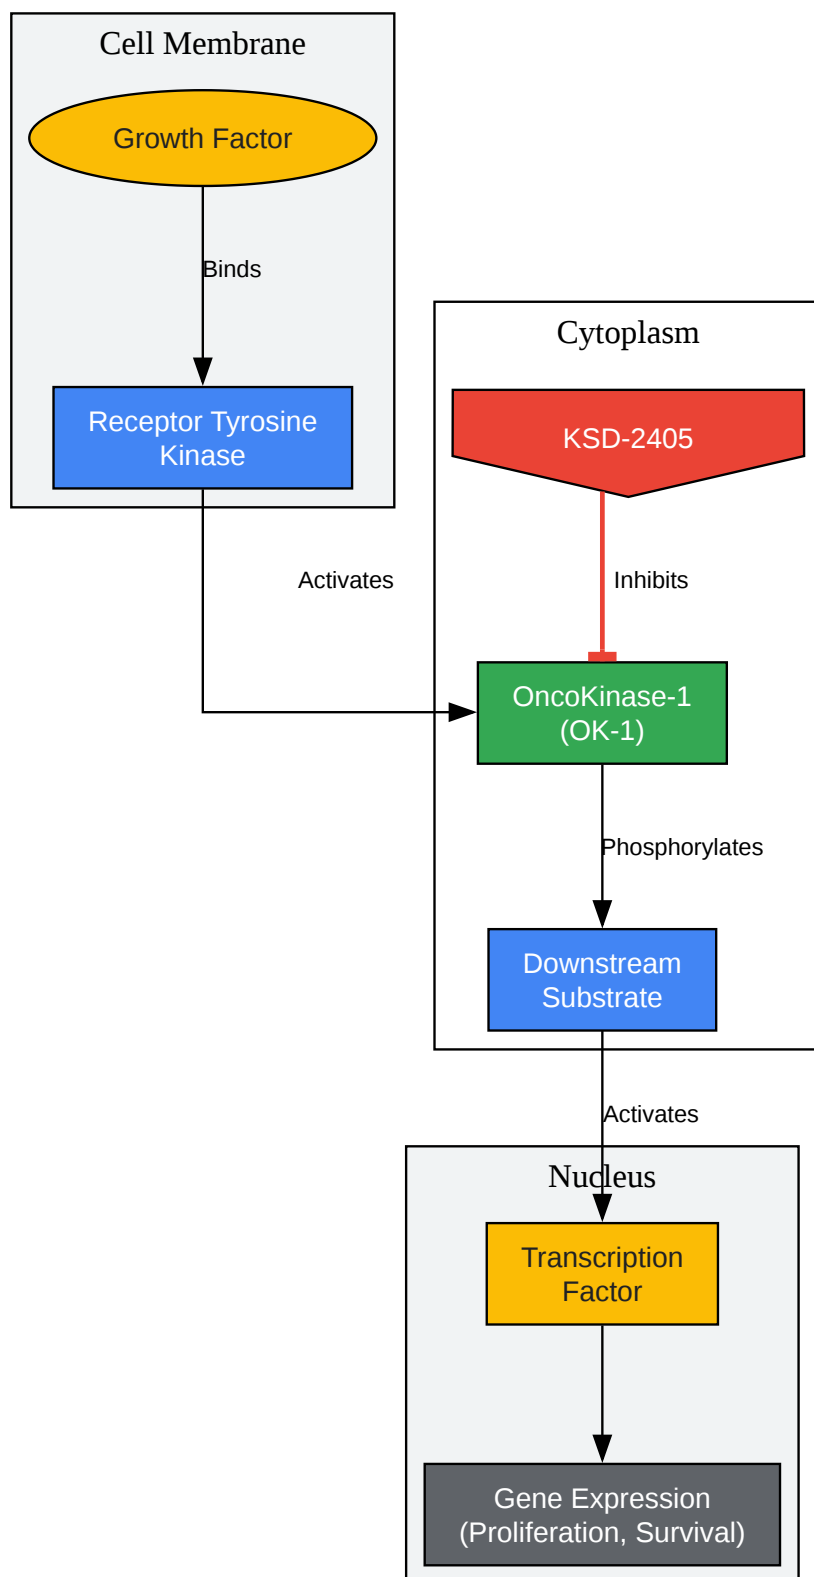 Cell Membrane
Growth Factor
Binds
Receptor Tyrosine
Kinase
Activates
Cytoplasm
KSD-2405
Inhibits
OncoKinase-1
(OK-1)
Phosphorylates
Downstream
Substrate
Activates
Nucleus
Transcription
Factor
Gene Expression
(Proliferation, Survival)